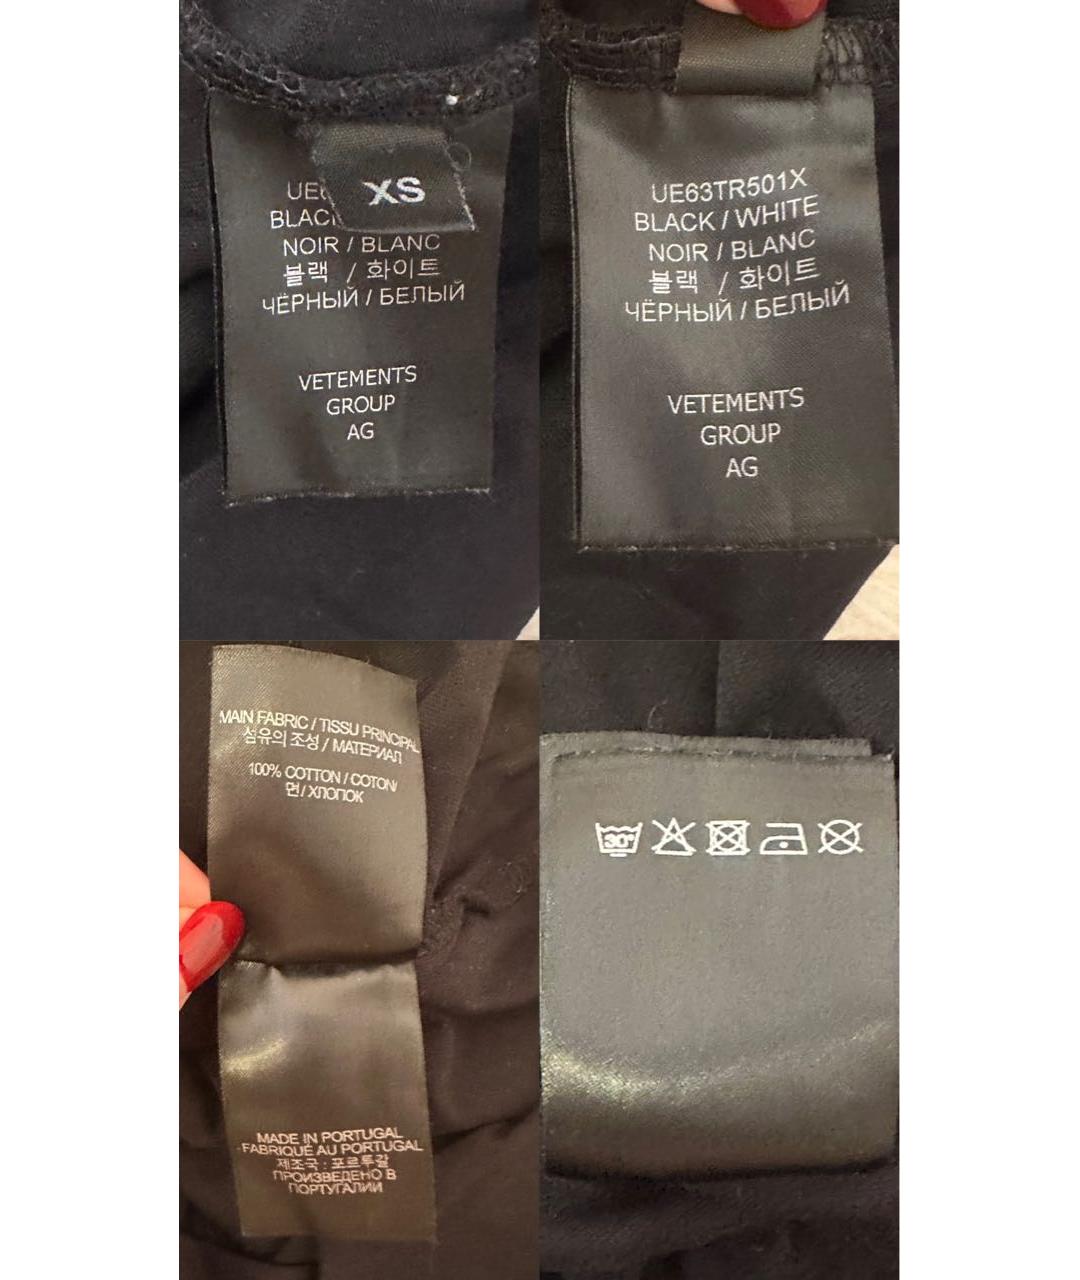 XS
NOIR / BLANC
블랙 / 화이트
ЧЁРНЫЙ / БЕЛЫЙ
VETEMENTS
GROUP
AG
UE63TR501X
BLACK / WHITE
NOIR / BLANC
블랙 / 화이트
ЧЁРНЫЙ / БЕЛЫЙ
VETEMENTS
GROUP
AG
MAIN FABRIC / TISSU PRINCIPAL
섬유의 조성 / МАТЕРИАЛ
100% COTTON / COTON/
면 / ХЛОПОК
MADE IN PORTUGAL
FABRIQUÉ AU PORTUGAL
제조국 : 포르투갈
ПРОИЗВЕДЕНО В
ПОРТУГАЛИИ
30°